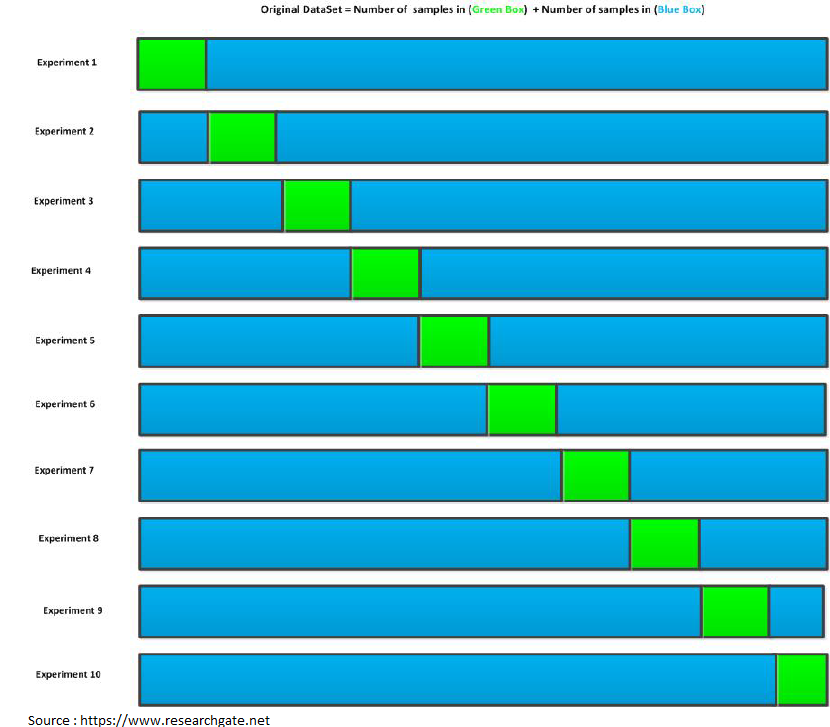 Original DataSet = Number of samples in (Green Box) + Number of samples in (Blue Box)
Experiment 1
Experiment 2
Experiment 3
Experiment 4
Experiment 5
Experiment 6
Experiment 7
Experiment 8
Experiment 9
Experiment 10
Source : https://www.researchgate.net